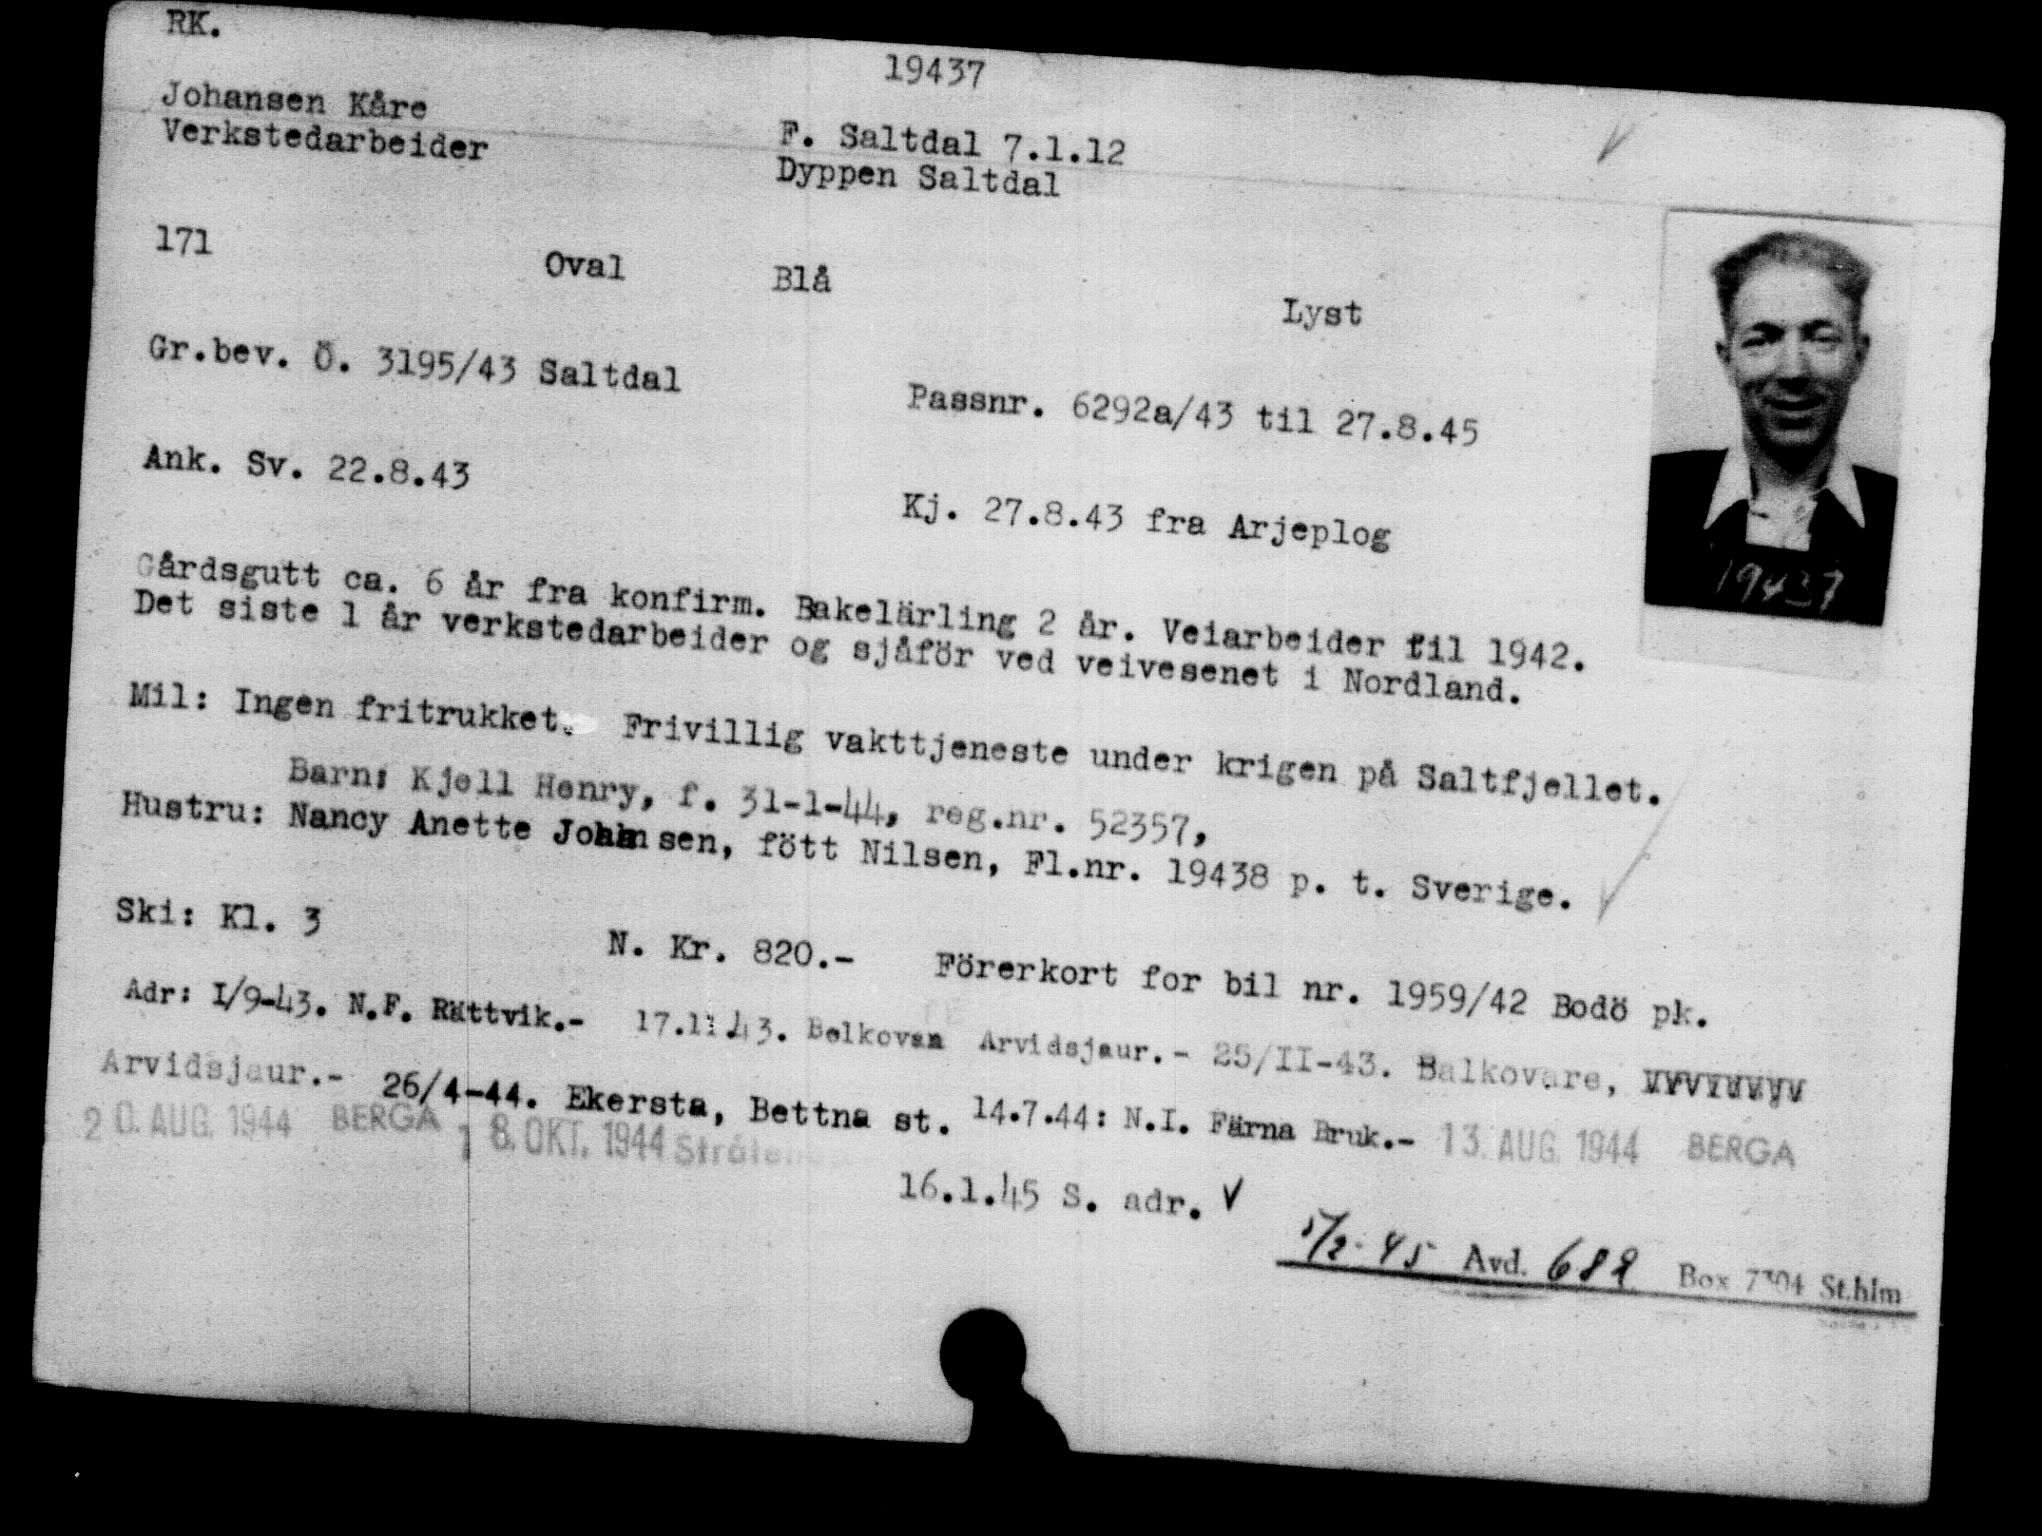 RK.
19437
Johansen Kåre
Verkstedarbeider
F. Saltdal 7.1.12
Dyppen Saltdal
171 Oval Blå Lyst
Gr.bev. Ö. 3195/43 Saltdal
Passnr. 6292a/43 til 27.8.45
Ank. Sv. 22.8.43
Kj. 27.8.43 fra Arjeplog
19437
Gårdsgutt ca. 6 år fra konfirm. Bakelärling 2 år. Veiarbeider til 1942.
Det siste 1 år verkstedarbeider og sjåför ved veivesenet i Nordland.
Mil: Ingen fritrukket. Frivillig vakttjeneste under krigen på Saltfjellet.
Barn: Kjell Henry, f. 31-1-44, reg.nr. 52357,
Hustru: Nancy Anette Johansen, fött Nilsen, Fl.nr. 19438 p. t. Sverige.
Ski: Kl. 3
N. Kr. 820.- Förerkort for bil nr. 1959/42 Bodö pk.
Adr: I/9-43. N.F. Rättvik.- 17.11.43. Arvidsjaur.- 25/II-43. Balkovare,
Arvidsjaur.- 26/4-44. Ekersta, Bettna st. 14.7.44: N.I. Färna Bruk.- 13. AUG. 1944 BERGA
20. AUG. 1944 BERGA 18. OKT. 1944
16.1.45 S. adr. V
Avd. Box 7304 St.hlm